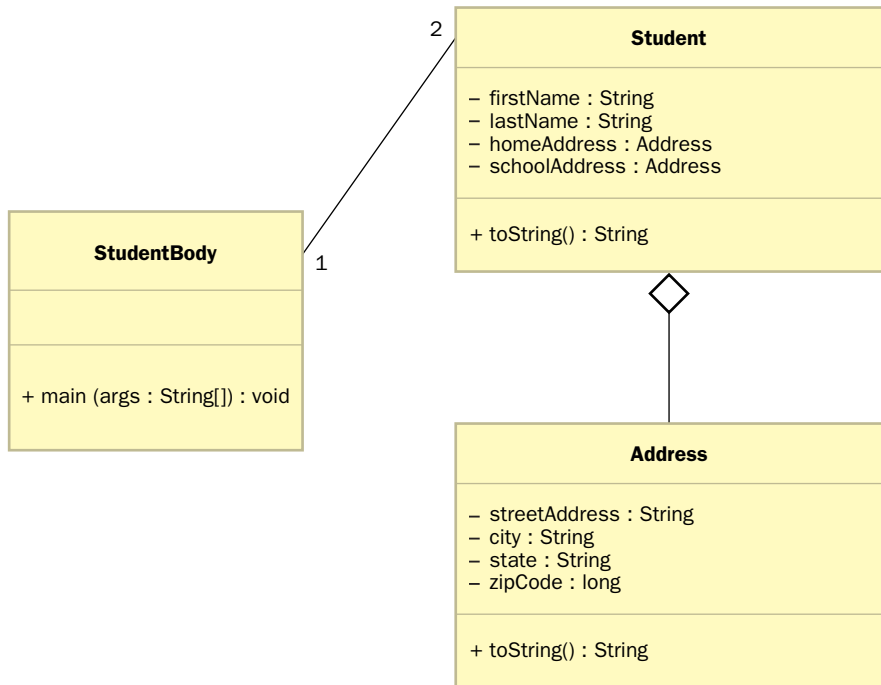 2
Student
– firstName : String
– lastName : String
– homeAddress : Address
– schoolAddress : Address
+ toString() : String
StudentBody
1
+ main (args : String[]) : void
Address
– streetAddress : String
– city : String
– state : String
– zipCode : long
+ toString() : String